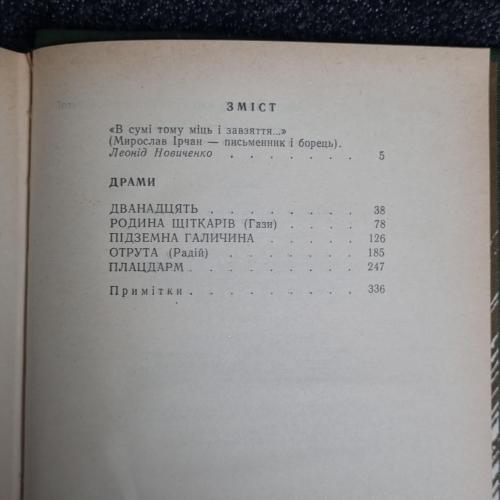 ЗМІСТ
«В сумі тому міць і завзяття...»
(Мирослав Ірчан — письменник і борець).
Леонід Новиченко . . . . . . . 5
ДРАМИ
ДВАНАДЦЯТЬ . . . . . . . 38
РОДИНА ЩІТКАРІВ (Гази) . . . . 78
ПІДЗЕМНА ГАЛИЧИНА . . . . . 126
ОТРУТА (Радій) . . . . . . . 185
ПЛАЦДАРМ . . . . . . . . 247
Примітки . . . . . . . . 336